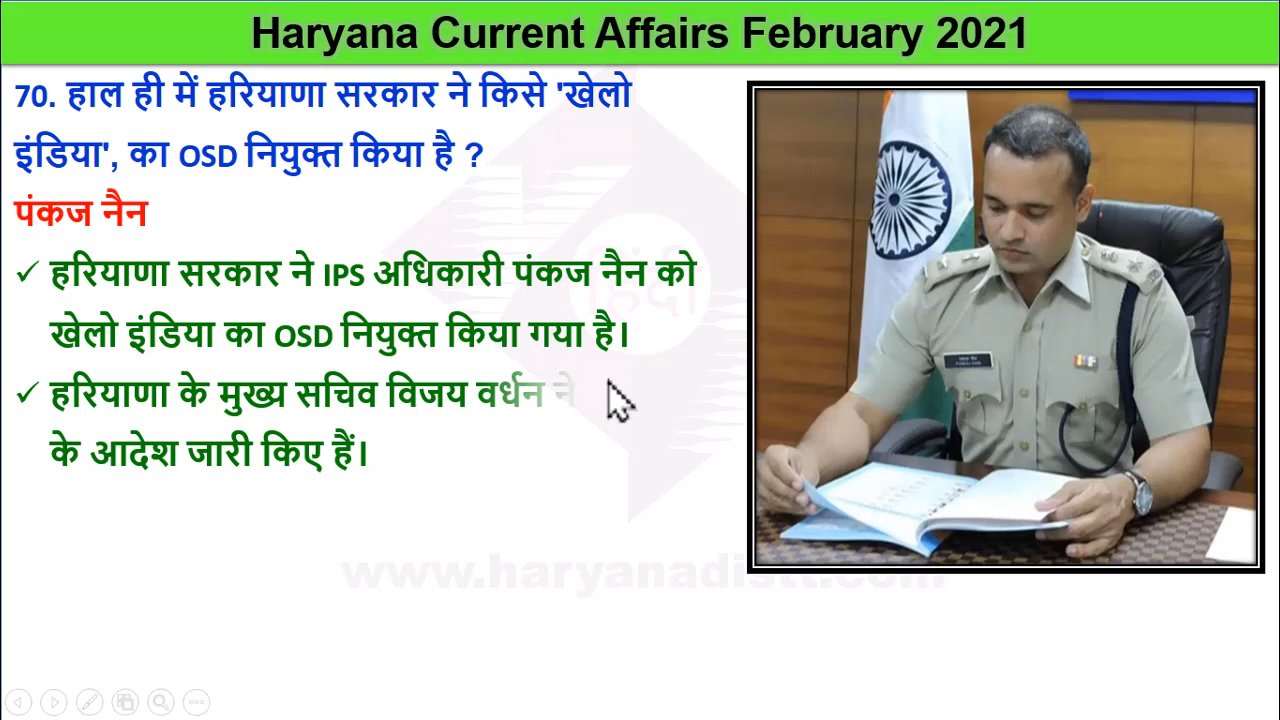 Haryana Current Affairs February 2021
70. हाल ही में हरियाणा सरकार ने किसे 'खेलो
इंडिया', का OSD नियुक्त किया है ?
पंकज नैन
✓ हरियाणा सरकार ने IPS अधिकारी पंकज नैन को
खेलो इंडिया का OSD नियुक्त किया गया है।
✓ हरियाणा के मुख्य सचिव विजय वर्धन ने
के आदेश जारी किए हैं।
हिंदी
www.haryanadistt.com